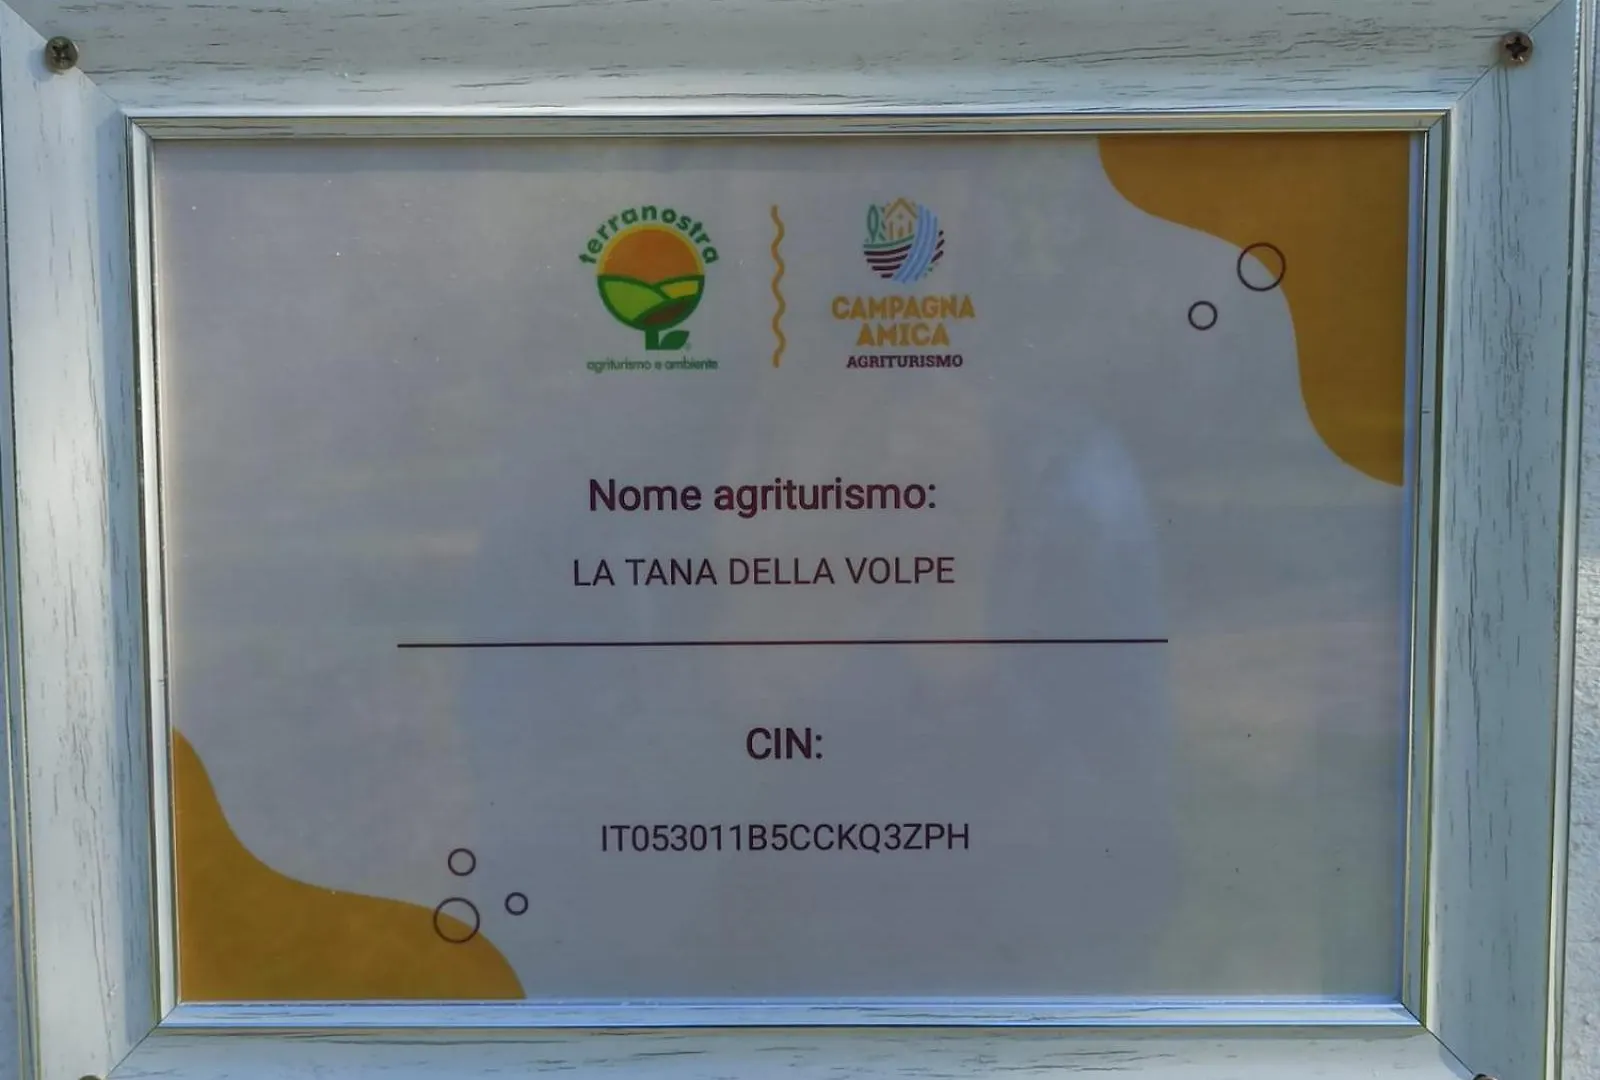 terranostra
agriturismo e ambiente
CAMPAGNA
AMICA
AGRITURISMO
Nome agriturismo:
LA TANA DELLA VOLPE
CIN:
IT053011B5CCKQ3ZPH